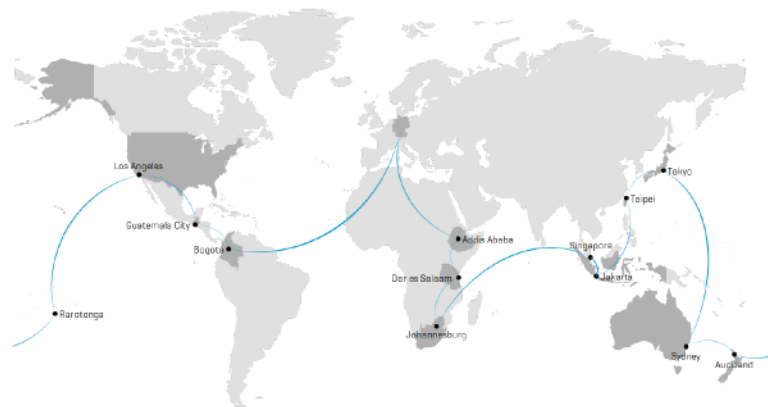 Los Angeles
Tokyo
Taipei
Guatemala City
Addis Ababa
Bogotá
Singapore
Dar es Salaam
Jakarta
Rarotonga
Johannesburg
Sydney
Auckland